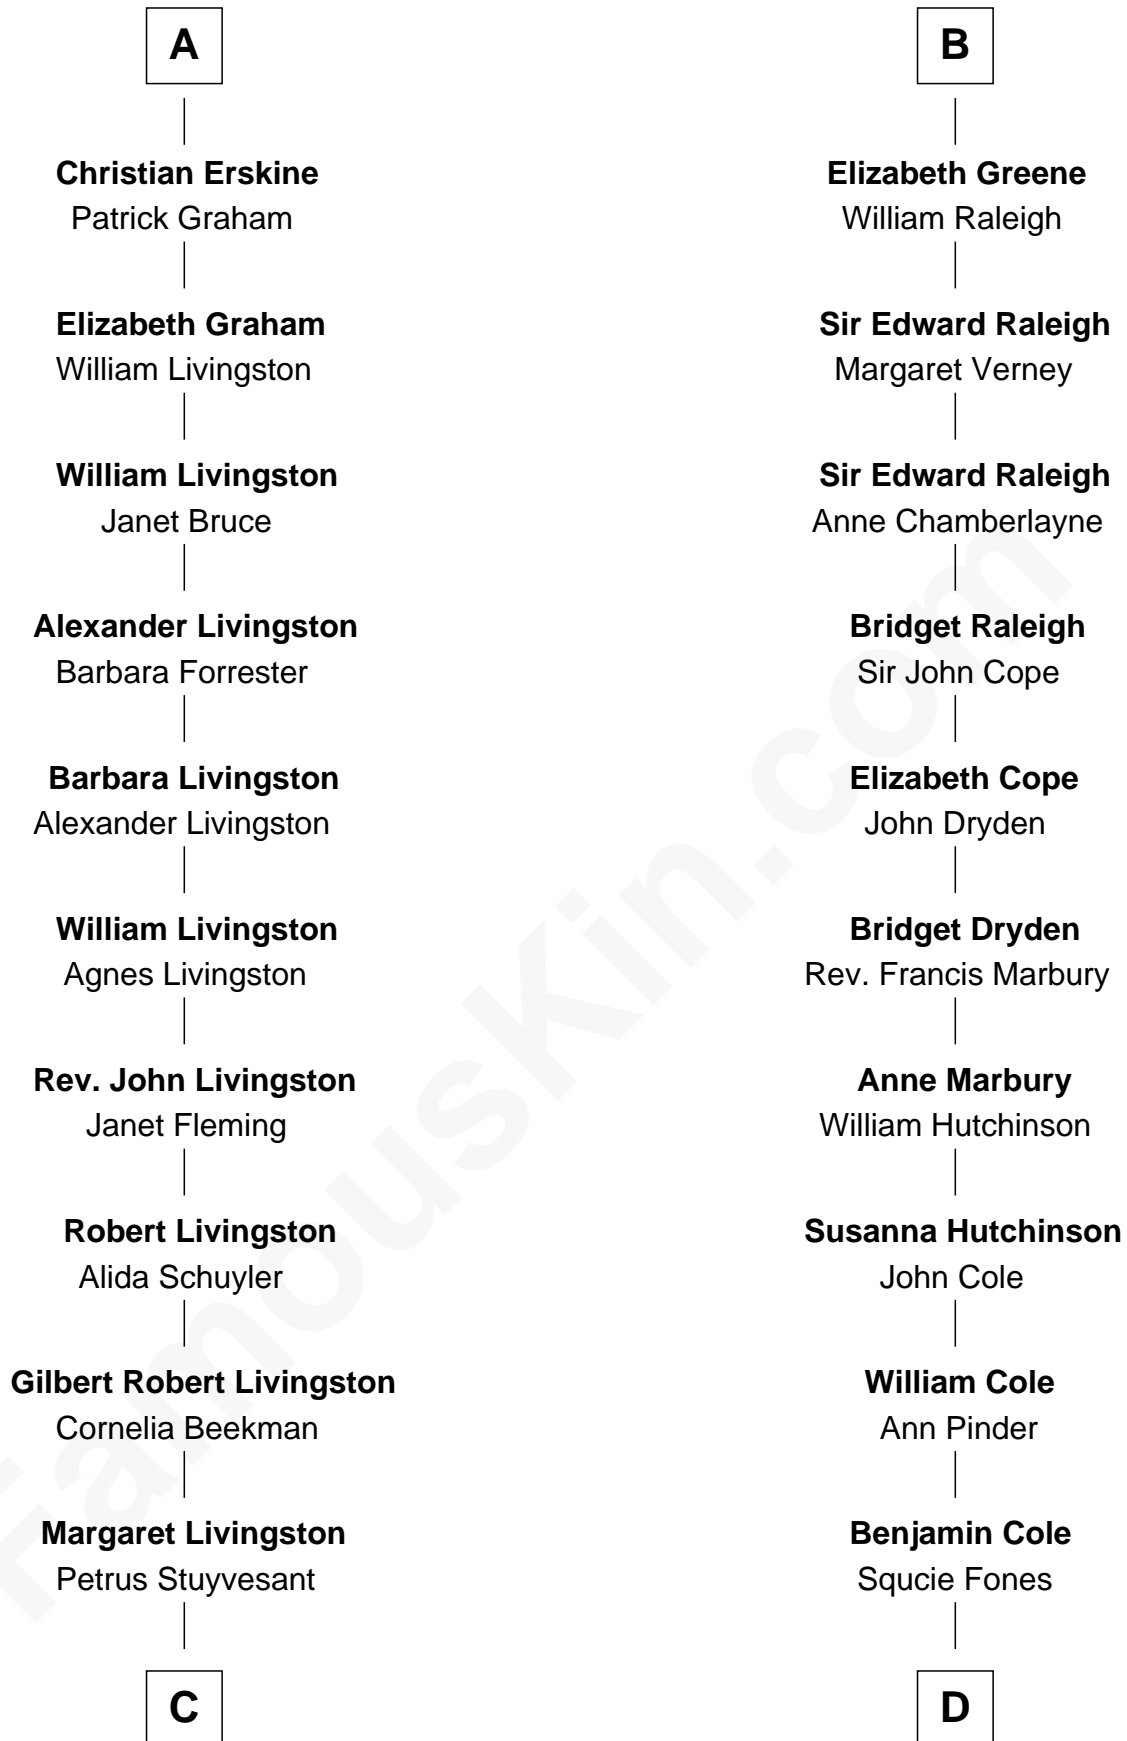 A
Christian Erskine
Patrick Graham
Elizabeth Graham
William Livingston
William Livingston
Janet Bruce
Alexander Livingston
Barbara Forrester
Barbara Livingston
Alexander Livingston
William Livingston
Agnes Livingston
Rev. John Livingston
Janet Fleming
Robert Livingston
Alida Schuyler
Gilbert Robert Livingston
Cornelia Beekman
Margaret Livingston
Petrus Stuyvesant
C
B
Elizabeth Greene
William Raleigh
Sir Edward Raleigh
Margaret Verney
Sir Edward Raleigh
Anne Chamberlayne
Bridget Raleigh
Sir John Cope
Elizabeth Cope
John Dryden
Bridget Dryden
Rev. Francis Marbury
Anne Marbury
William Hutchinson
Susanna Hutchinson
John Cole
William Cole
Ann Pinder
Benjamin Cole
Squcie Fones
D
FamousKin.com